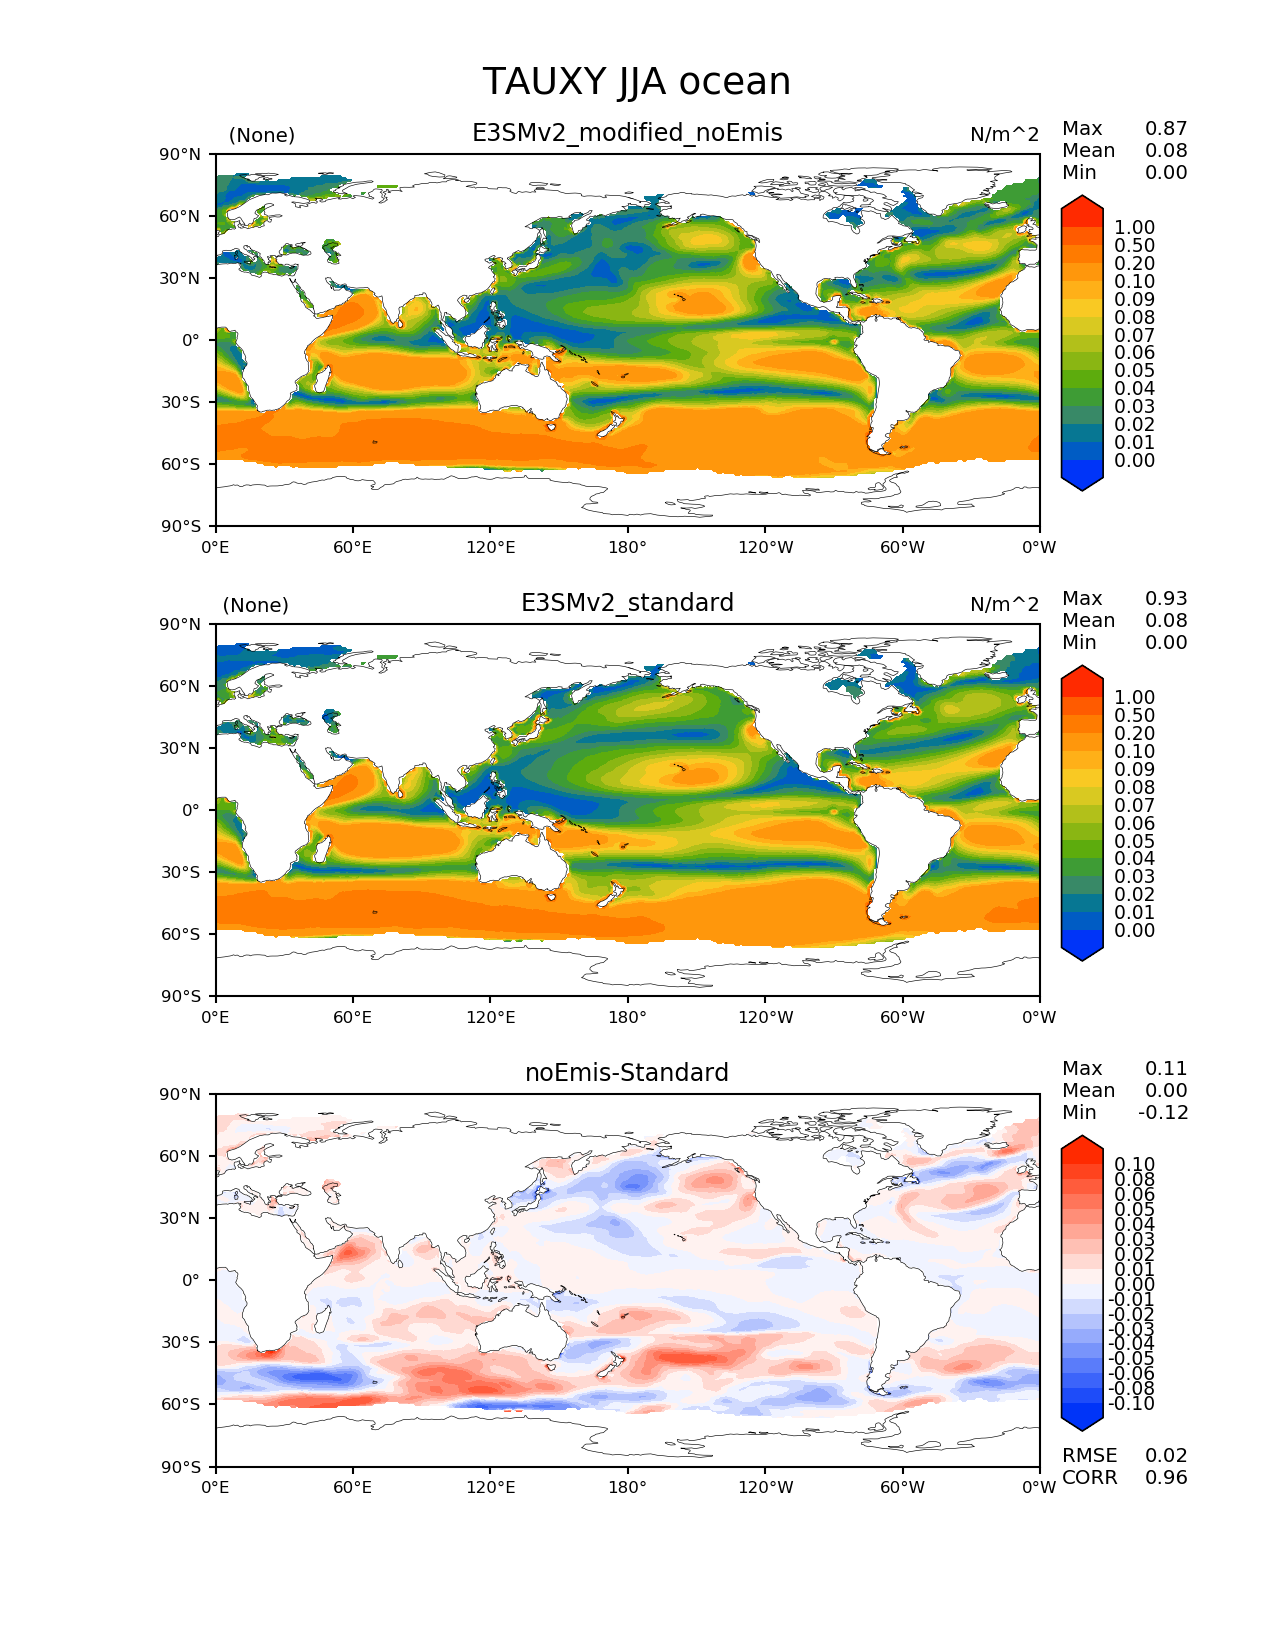 TAUXY JJA ocean
(None) E3SMv2_modified_noEmis N/m^2
Max 0.87
Mean 0.08
Min 0.00
90°N
60°N
30°N
0°
30°S
60°S
90°S
0°E 60°E 120°E 180° 120°W 60°W 0°W
1.00
0.50
0.20
0.10
0.09
0.08
0.07
0.06
0.05
0.04
0.03
0.02
0.01
0.00
(None) E3SMv2_standard N/m^2
Max 0.93
Mean 0.08
Min 0.00
90°N
60°N
30°N
0°
30°S
60°S
90°S
0°E 60°E 120°E 180° 120°W 60°W 0°W
1.00
0.50
0.20
0.10
0.09
0.08
0.07
0.06
0.05
0.04
0.03
0.02
0.01
0.00
noEmis-Standard
Max 0.11
Mean 0.00
Min -0.12
90°N
60°N
30°N
0°
30°S
60°S
90°S
0°E 60°E 120°E 180° 120°W 60°W 0°W
0.10
0.08
0.06
0.05
0.04
0.03
0.02
0.01
0.00
-0.01
-0.02
-0.03
-0.04
-0.05
-0.06
-0.08
-0.10
RMSE 0.02
CORR 0.96